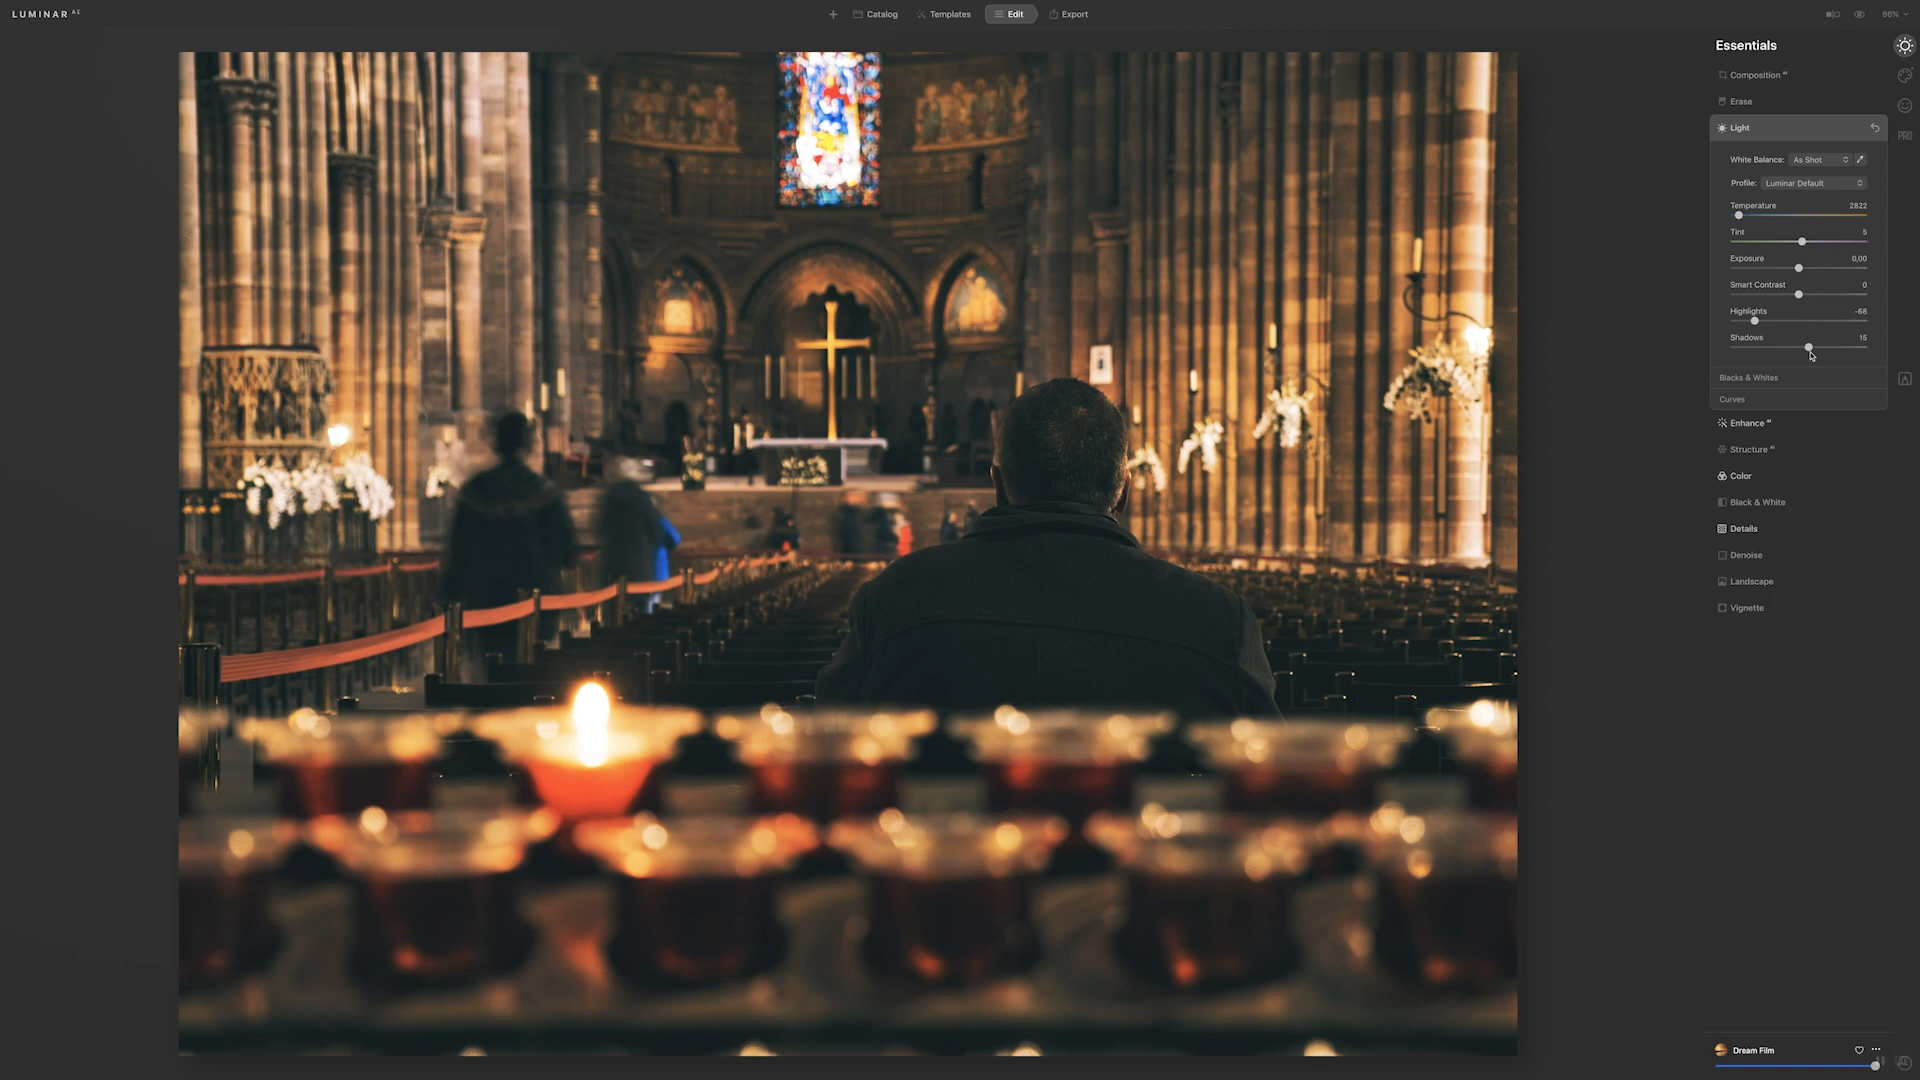 LUMINAR AI
Catalog
Templates
Edit
Export
86%
Essentials
Composition AI
Erase
Light
White Balance: As Shot
Profile: Luminar Default
Temperature 2822
Tint 5
Exposure 0,00
Smart Contrast 0
Highlights -68
Shadows 15
Blacks & Whites
Curves
Enhance AI
Structure AI
Color
Black & White
Details
Denoise
Landscape
Vignette
PRO
Dream Film